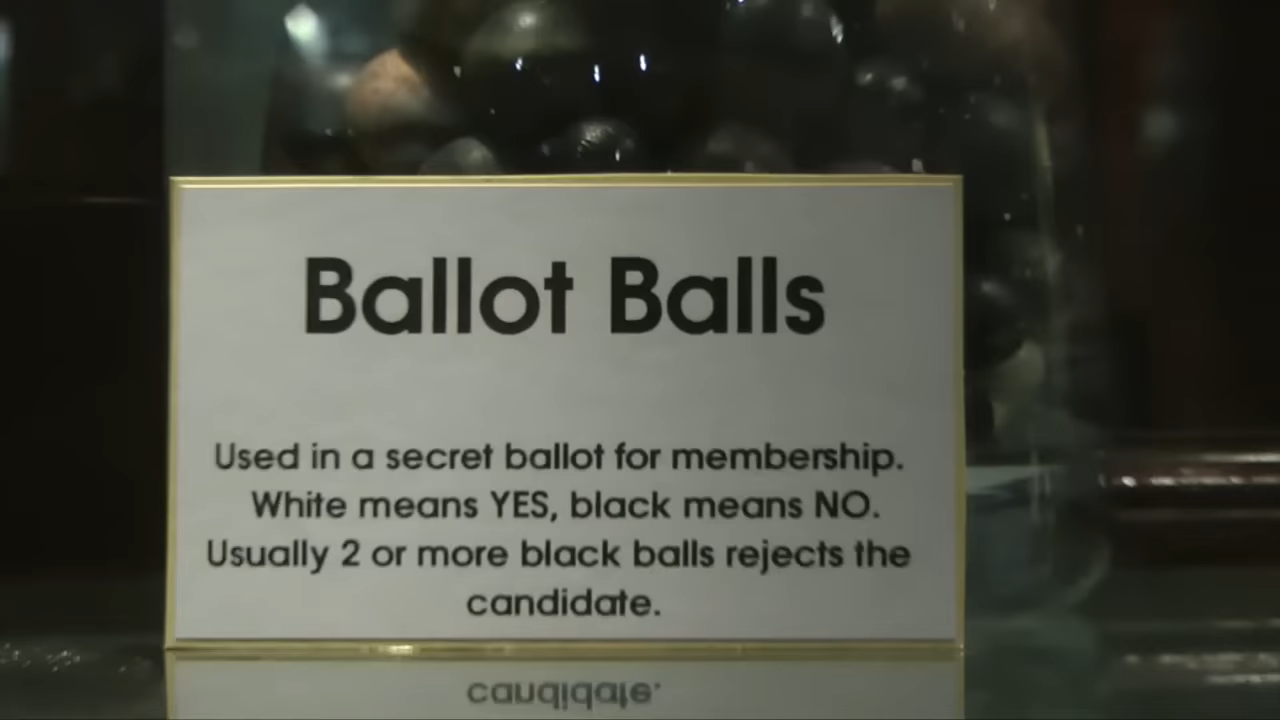 Ballot Balls
Used in a secret ballot for membership.
White means YES, black means NO.
Usually 2 or more black balls rejects the
candidate.